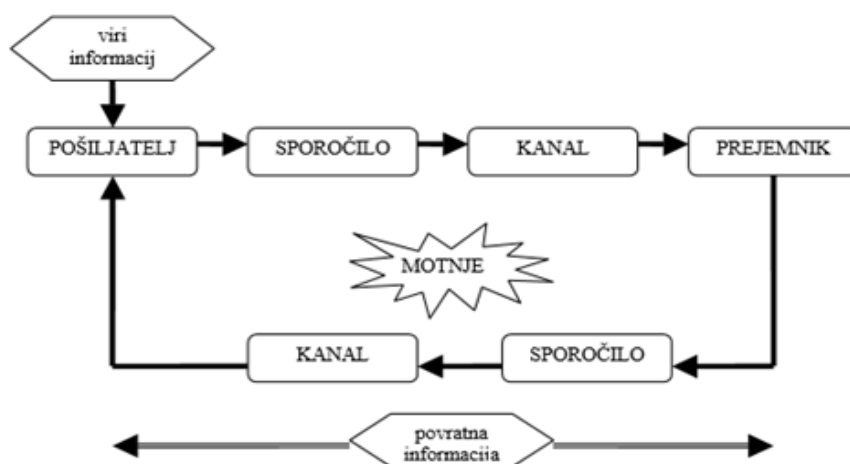 viri
informacij
POŠILJATELJ
SPOROČILO
KANAL
PREJEMNIK
MOTNJE
KANAL
SPOROČILO
povratna
informacija